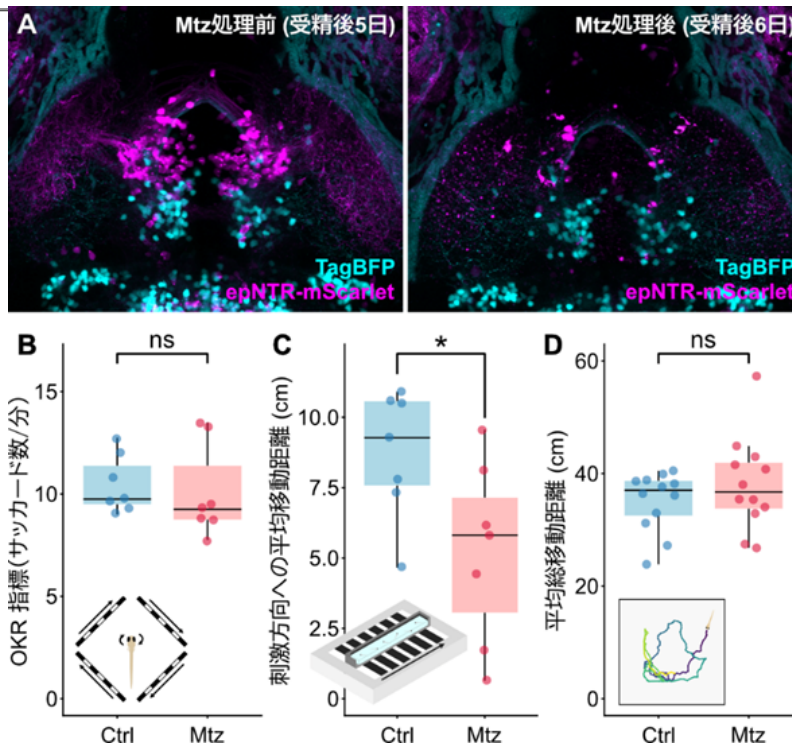 A
Mtz処理前 (受精後5日)
Mtz処理後 (受精後6日)
TagBFP
epNTR-mScarlet
TagBFP
epNTR-mScarlet
B
ns
OKR 指標(サッカード数/分)
15
10
5
0
Ctrl
Mtz
C
*
刺激方向への平均移動距離 (cm)
10.0
7.5
5.0
2.5
0
Ctrl
Mtz
D
ns
平均総移動距離 (cm)
60
40
20
0
Ctrl
Mtz